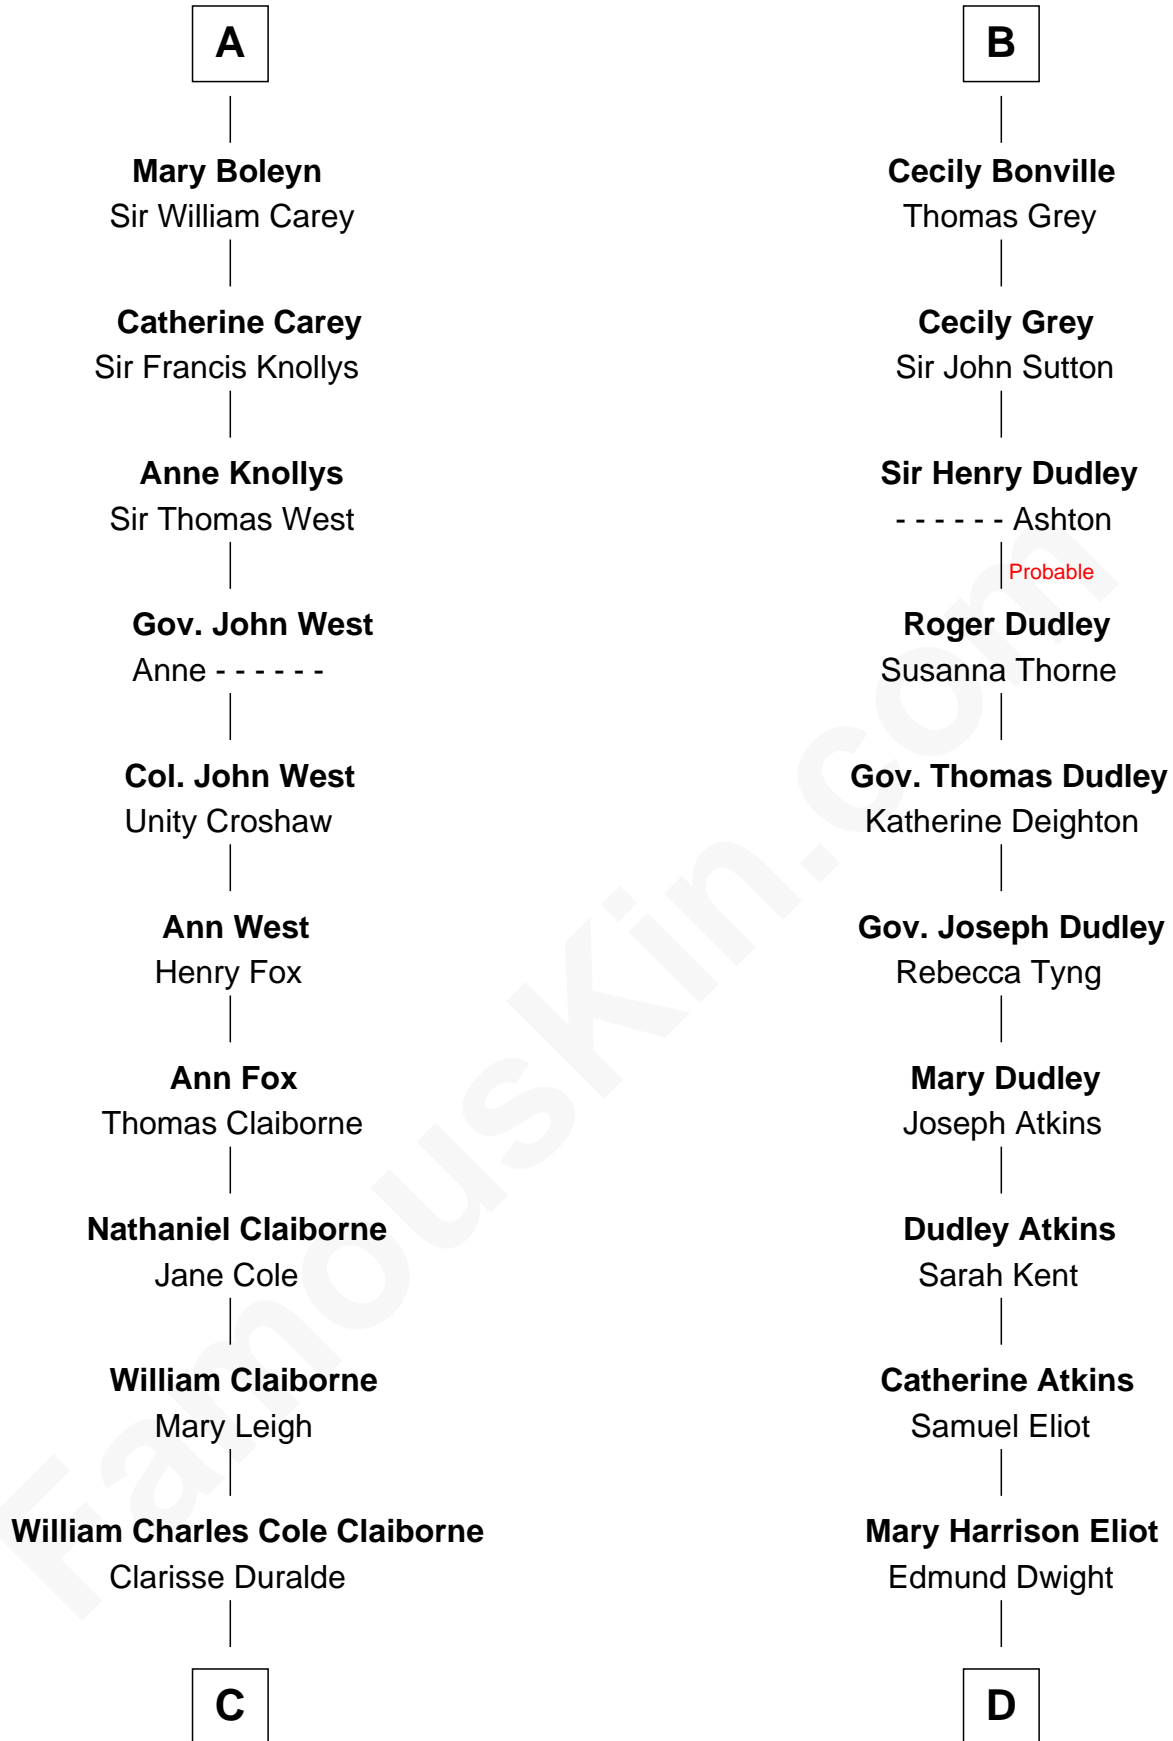 A
Mary Boleyn
Sir William Carey
Catherine Carey
Sir Francis Knollys
Anne Knollys
Sir Thomas West
Gov. John West
Anne - - - - - -
Col. John West
Unity Croshaw
Ann West
Henry Fox
Ann Fox
Thomas Claiborne
Nathaniel Claiborne
Jane Cole
William Claiborne
Mary Leigh
William Charles Cole Claiborne
Clarisse Duralde
C
B
Cecily Bonville
Thomas Grey
Cecily Grey
Sir John Sutton
Sir Henry Dudley
- - - - - - Ashton
Probable
Roger Dudley
Susanna Thorne
Gov. Thomas Dudley
Katherine Deighton
Gov. Joseph Dudley
Rebecca Tyng
Mary Dudley
Joseph Atkins
Dudley Atkins
Sarah Kent
Catherine Atkins
Samuel Eliot
Mary Harrison Eliot
Edmund Dwight
D
FamousKin.com